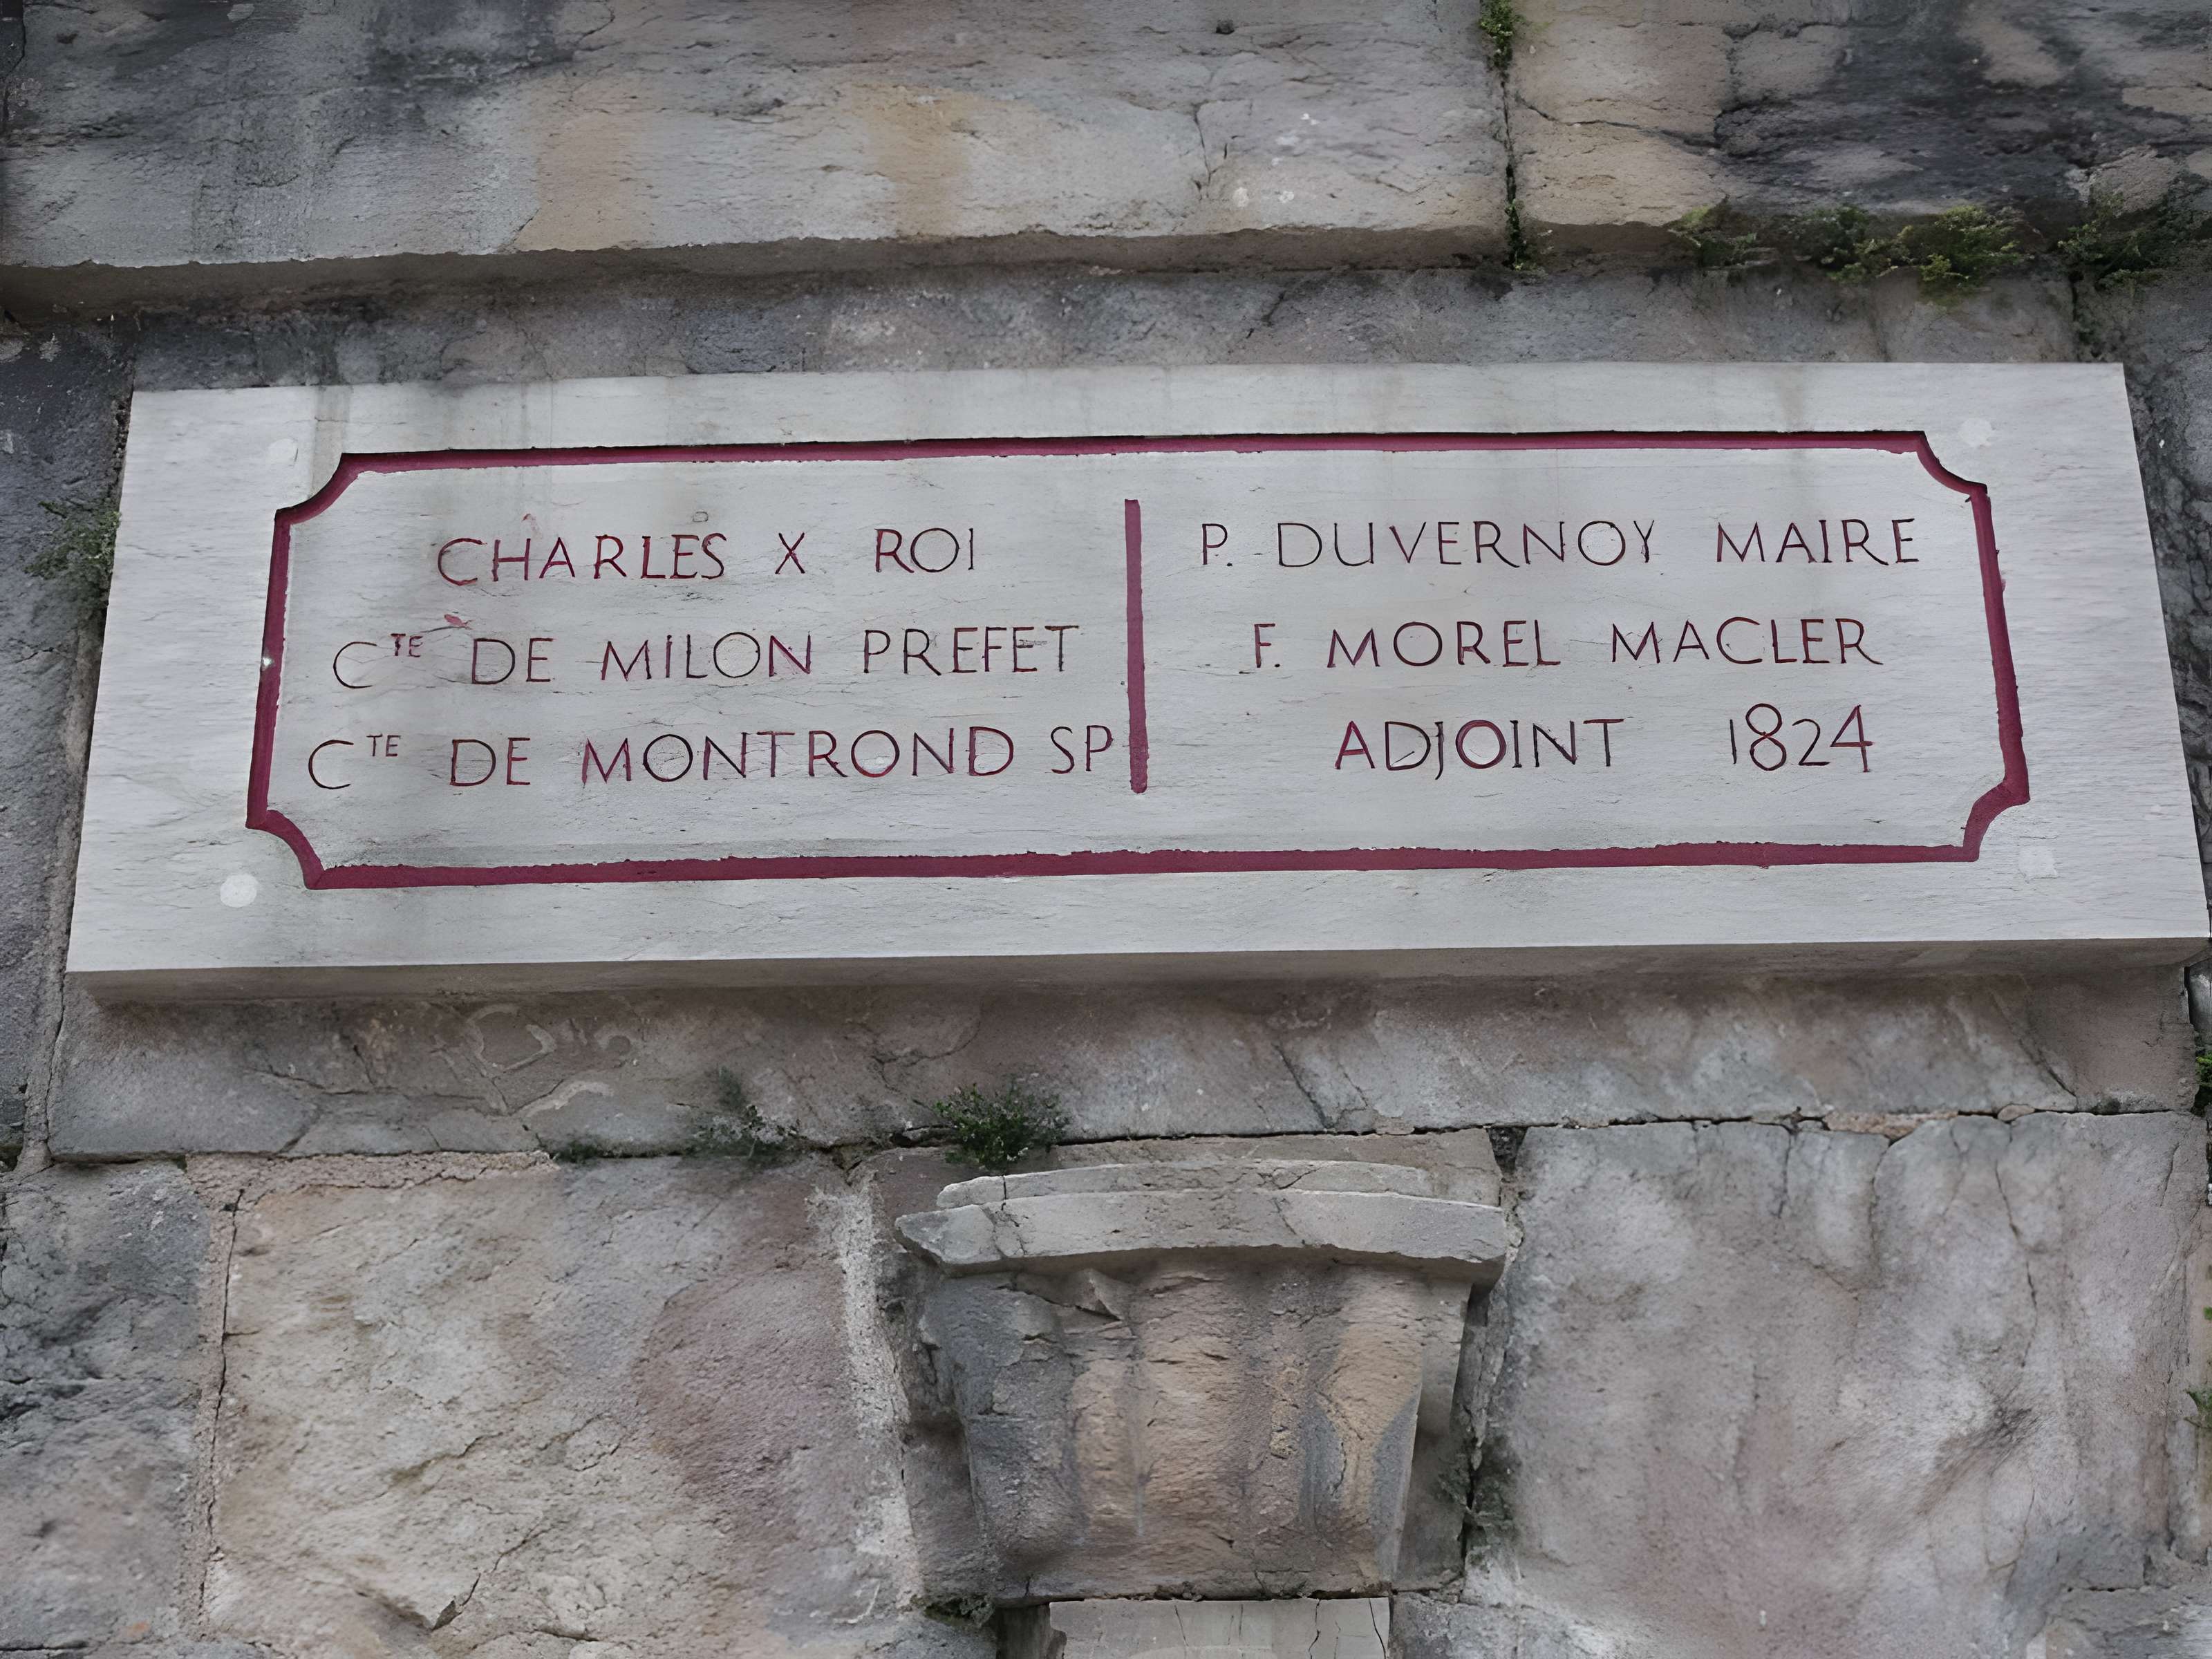 CHARLES X ROI
CTE DE MILON PREFET
CTE DE MONTROND SP
P. DUVERNOY MAIRE
F. MOREL MACLER
ADJOINT 1824